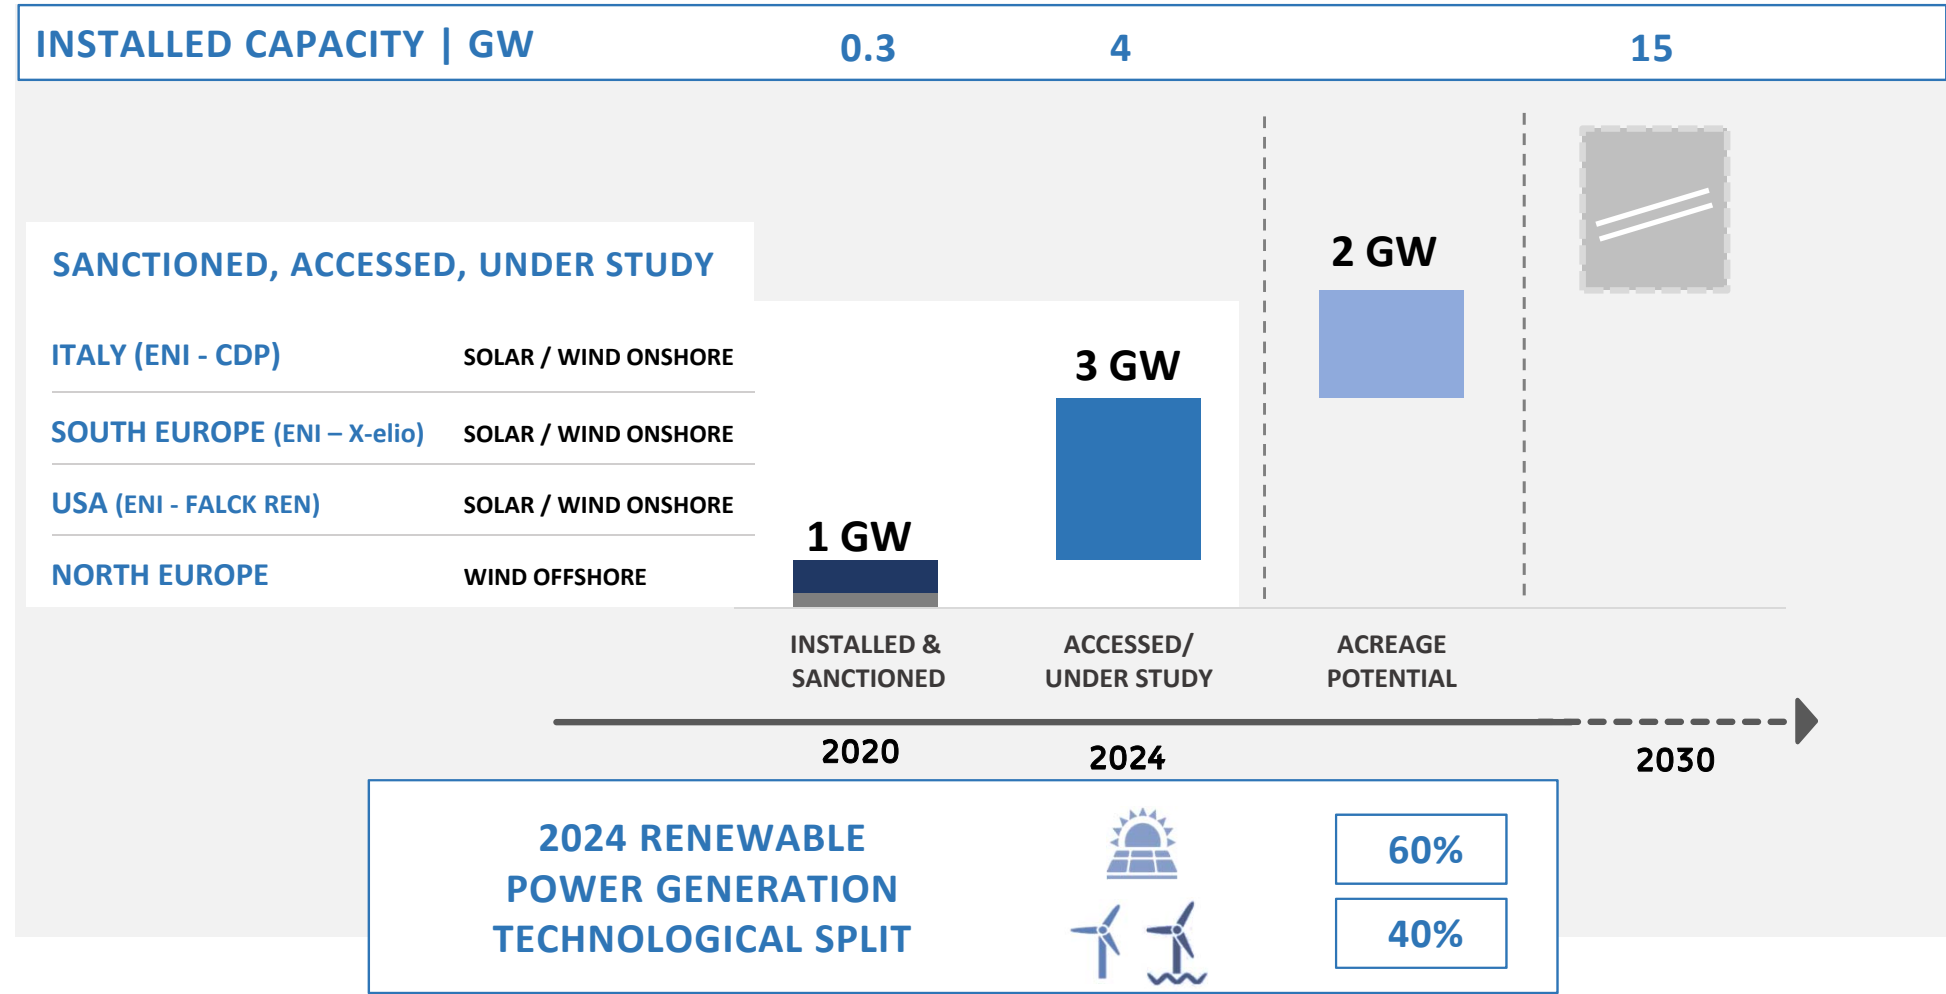 INSTALLED CAPACITY | GW 0.3 4 15
SANCTIONED, ACCESSED, UNDER STUDY
ITALY (ENI - CDP) SOLAR / WIND ONSHORE
SOUTH EUROPE (ENI – X-elio) SOLAR / WIND ONSHORE
USA (ENI - FALCK REN) SOLAR / WIND ONSHORE
NORTH EUROPE WIND OFFSHORE
1 GW
3 GW
2 GW
INSTALLED &
SANCTIONED
ACCESSED/
UNDER STUDY
ACREAGE
POTENTIAL
2020 2024 2030
2024 RENEWABLE
POWER GENERATION
TECHNOLOGICAL SPLIT
60%
40%